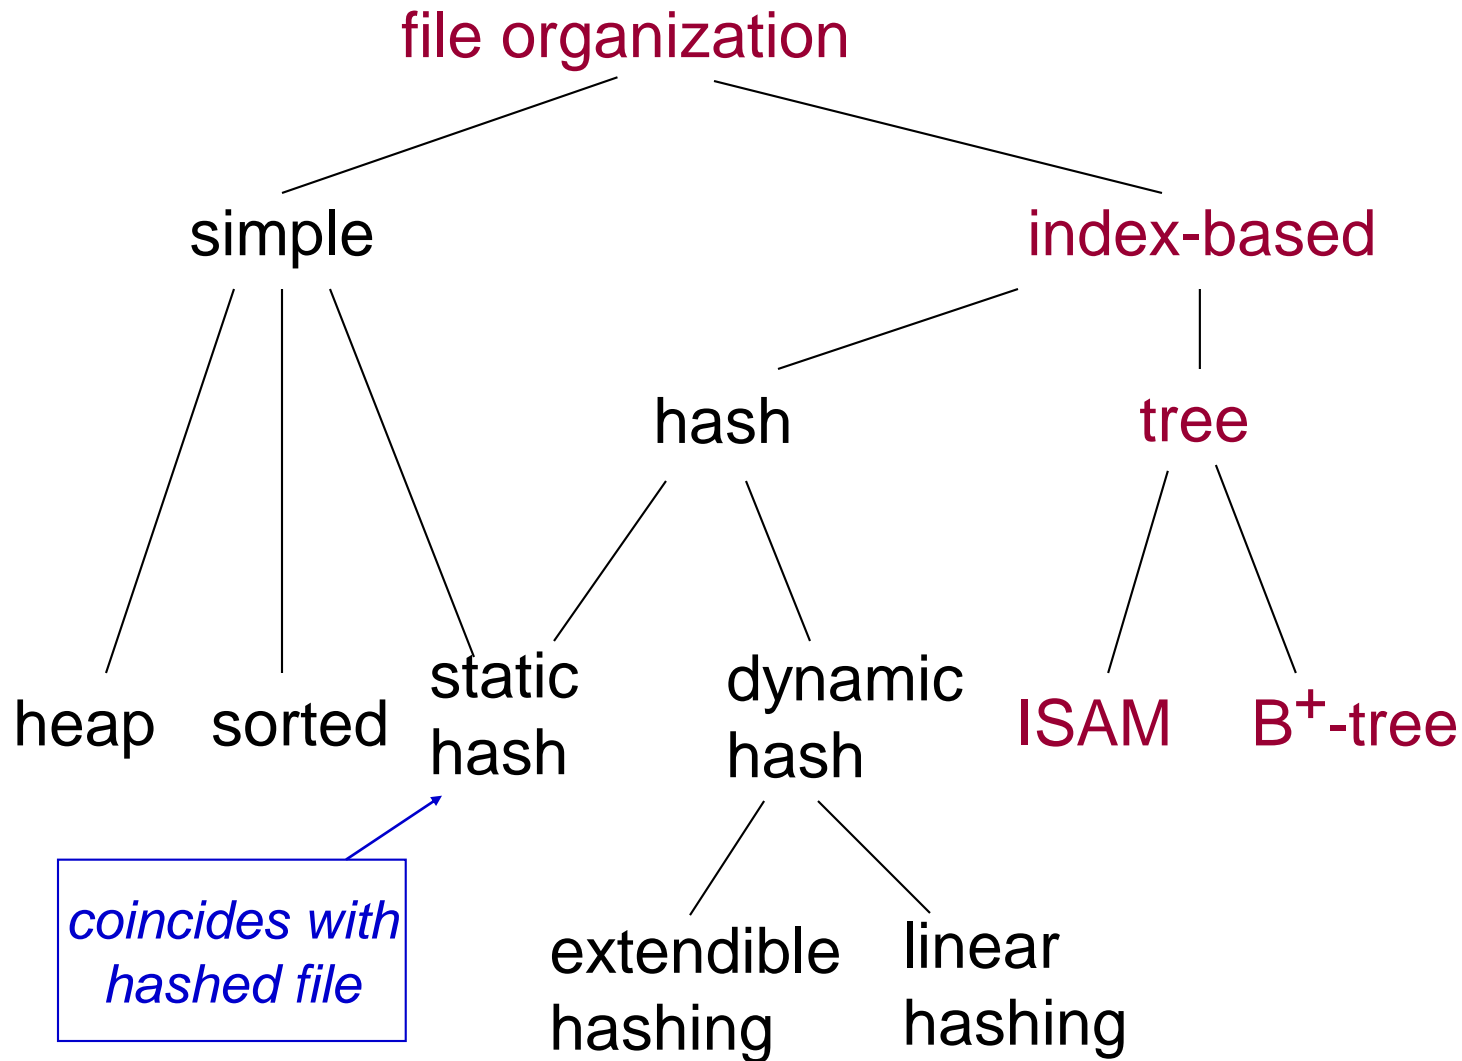 file organization
simple
index-based
hash
tree
heap
sorted
static
hash
dynamic
hash
ISAM
B+-tree
coincides with
hashed file
extendible
hashing
linear
hashing